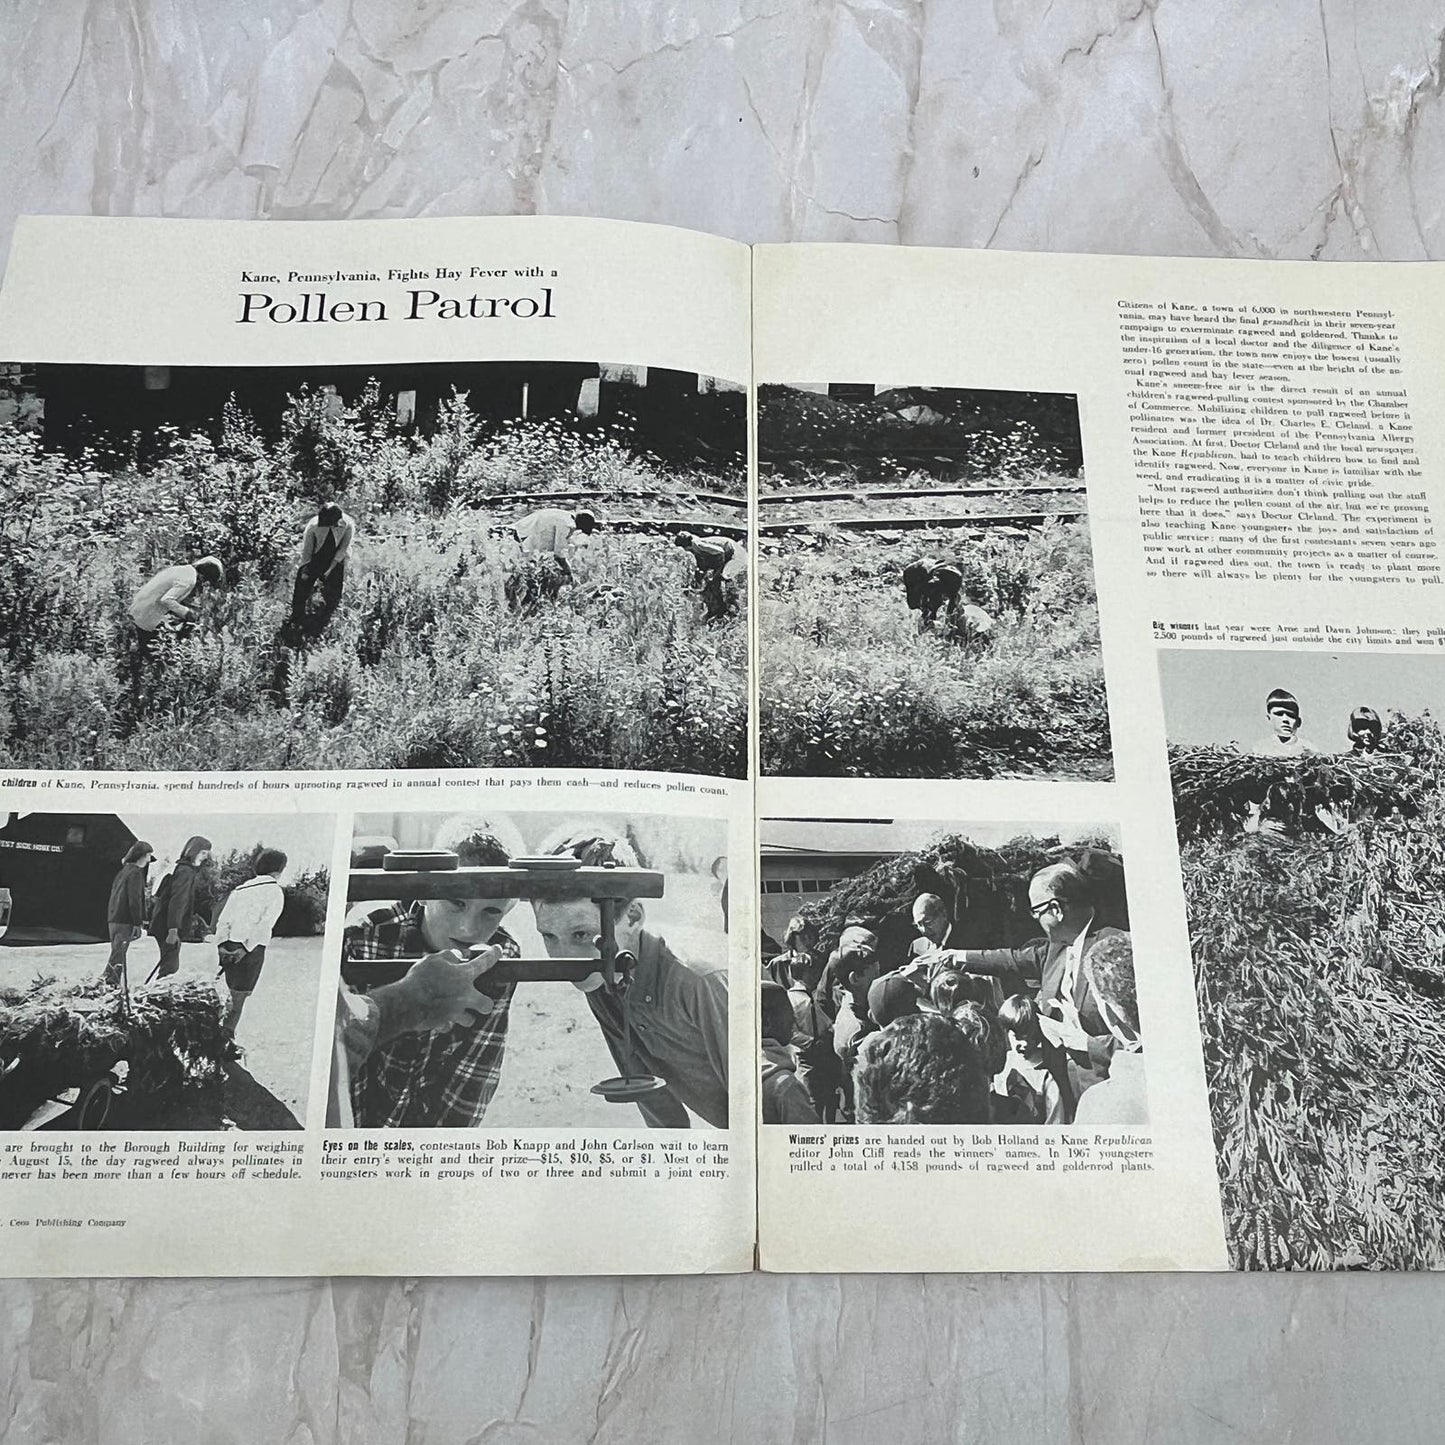 Kane, Pennsylvania, Fights Hay Fever with a
Pollen Patrol
children of Kane, Pennsylvania, spend hundreds of hours uprooting ragweed in annual contest that pays them cash—and reduces pollen count.
WEST SIDE HOSE CO.
are brought to the Borough Building for weighing
August 15, the day ragweed always pollinates in
never has been more than a few hours off schedule.
Eyes on the scales, contestants Bob Knapp and John Carlson wait to learn
their entry's weight and their prize—$15, $10, $5, or $1. Most of the
youngsters work in groups of two or three and submit a joint entry.
Ceco Publishing Company
Citizens of Kane, a town of 6,000 in northwestern Pennsyl-
vania, may have heard the final gesundheit in their seven-year
campaign to exterminate ragweed and goldenrod. Thanks to
the inspiration of a local doctor and the diligence of Kane's
under-16 generation, the town now enjoys the lowest (usually
zero) pollen count in the state—even at the height of the an-
nual ragweed and hay fever season.
Kane's sneeze-free air is the direct result of an annual
children's ragweed-pulling contest sponsored by the Chamber
of Commerce. Mobilizing children to pull ragweed before it
pollinates was the idea of Dr. Charles E. Cleland, a Kane
resident and former president of the Pennsylvania Allergy
Association. At first, Doctor Cleland and the local newspaper,
the Kane Republican, had to teach children how to find and
identify ragweed. Now, everyone in Kane is familiar with the
weed, and eradicating it is a matter of civic pride.
"Most ragweed authorities don't think pulling out the stuff
helps to reduce the pollen count of the air, but we're proving
here that it does," says Doctor Cleland. The experiment is
also teaching Kane youngsters the joys and satisfaction of
public service; many of the first contestants seven years ago
now work at other community projects as a matter of course.
And if ragweed dies out, the town is ready to plant more
so there will always be plenty for the youngsters to pull.
Big winners last year were Arne and Dawn Johnson; they pull
2,500 pounds of ragweed just outside the city limits and won $
Winners' prizes are handed out by Bob Holland as Kane Republican
editor John Cliff reads the winners' names. In 1967 youngsters
pulled a total of 4,158 pounds of ragweed and goldenrod plants.